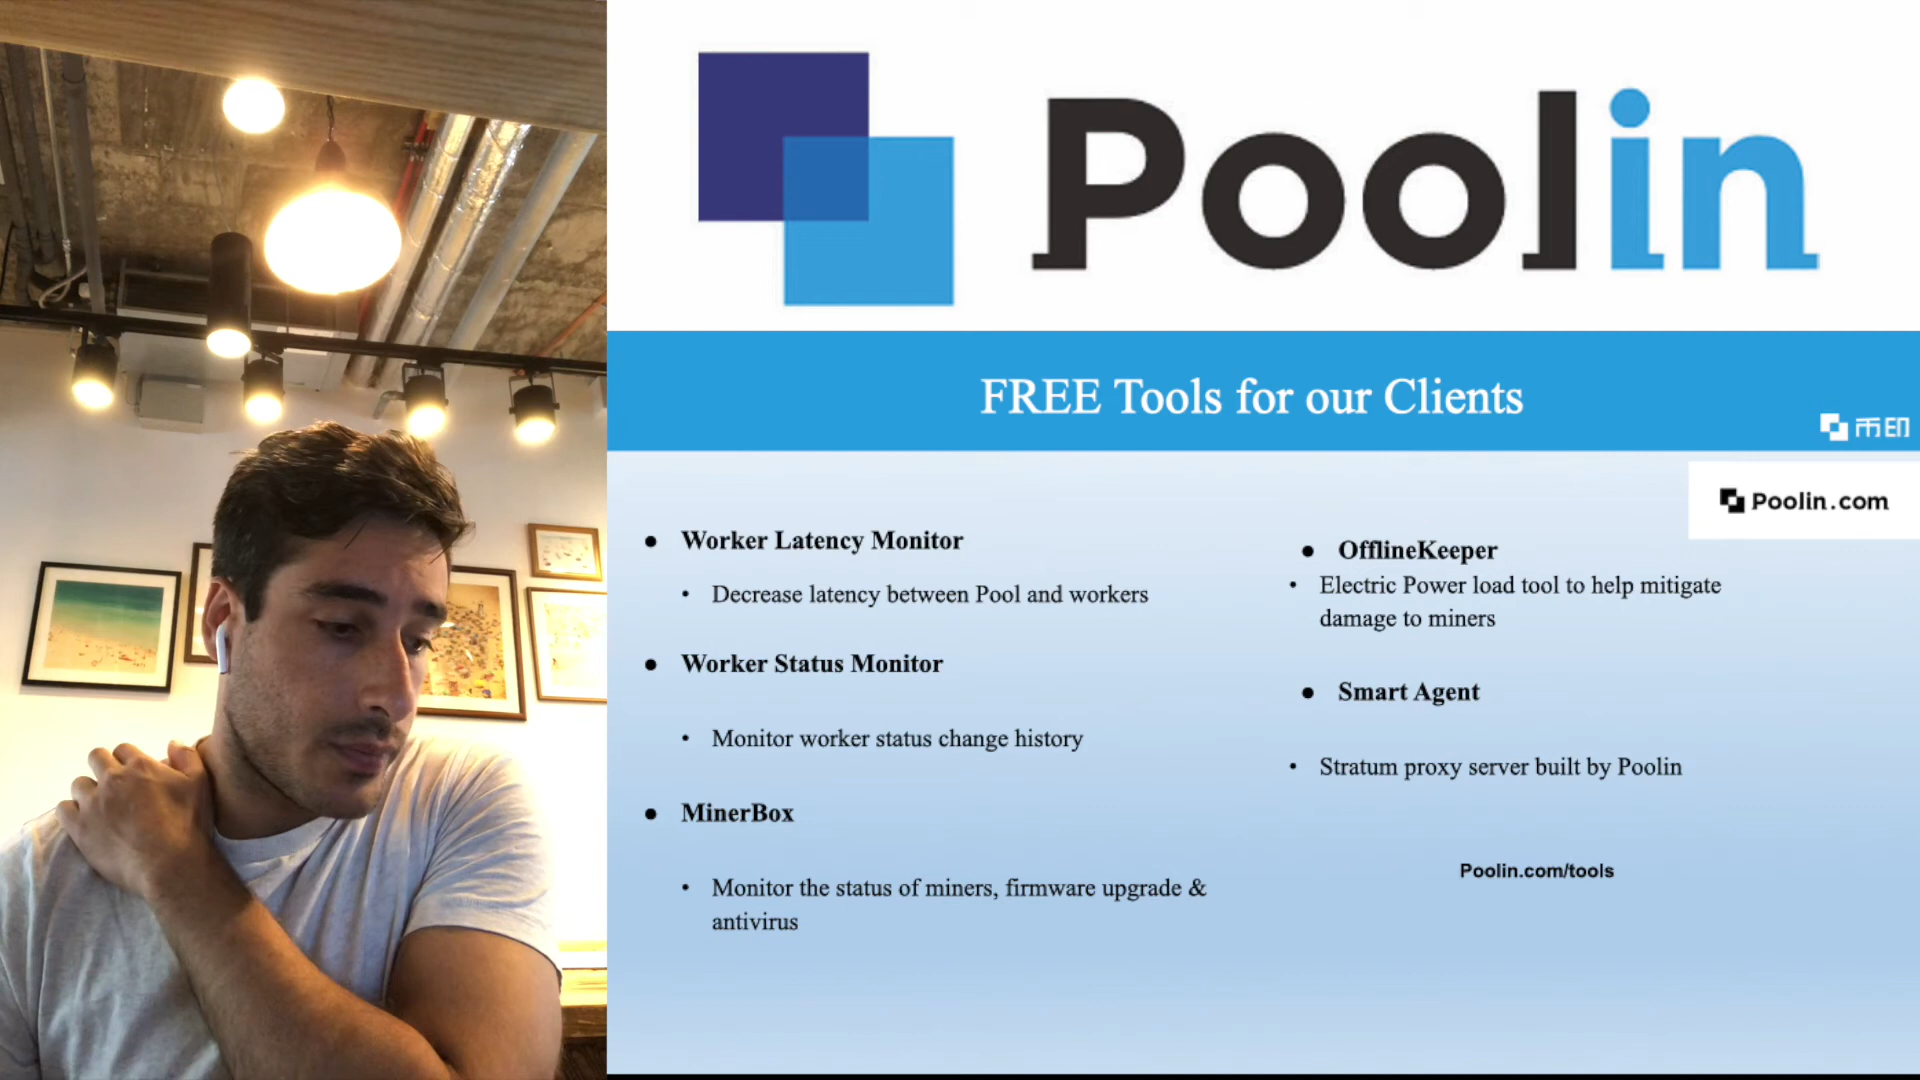 Poolin
FREE Tools for our Clients
币印
Poolin.com
● Worker Latency Monitor
• Decrease latency between Pool and workers
● Worker Status Monitor
• Monitor worker status change history
● MinerBox
• Monitor the status of miners, firmware upgrade &
antivirus
● OfflineKeeper
• Electric Power load tool to help mitigate
damage to miners
● Smart Agent
• Stratum proxy server built by Poolin
Poolin.com/tools